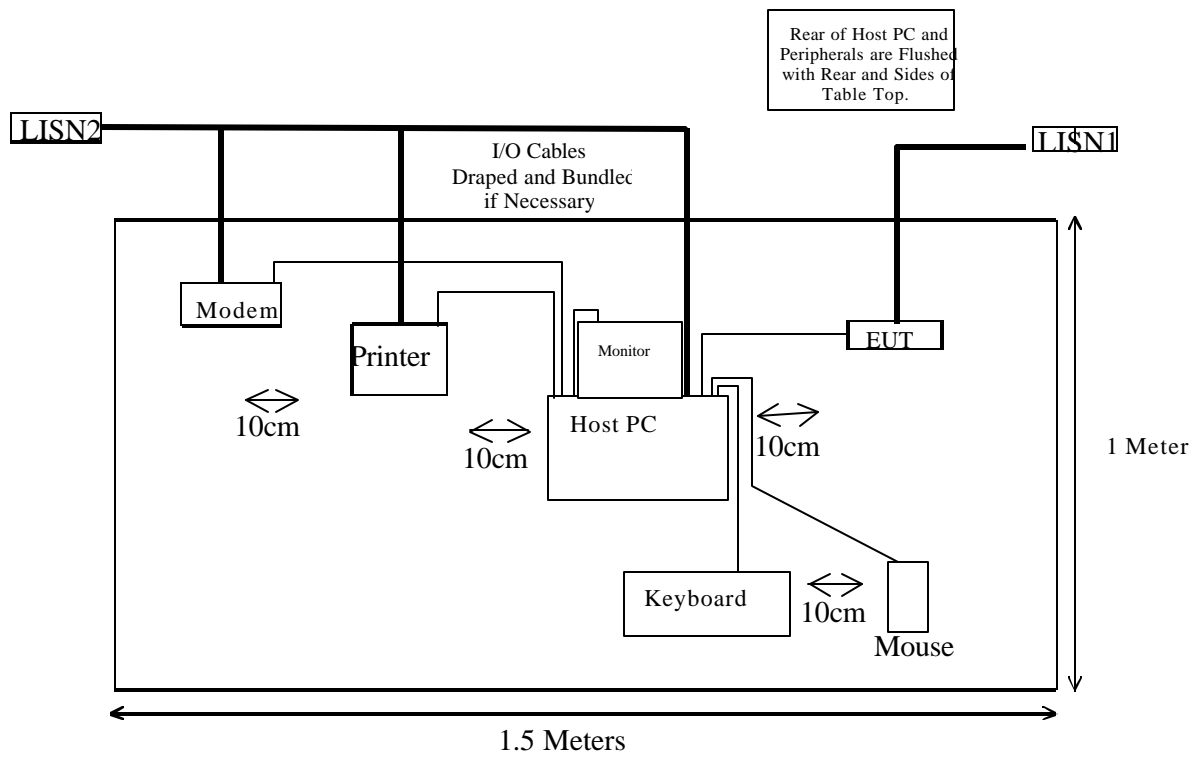 Rear of Host PC and
Peripherals are Flushed
with Rear and Sides of
Table Top.
LISN2
LISN1
I/O Cables
Draped and Bundled
if Necessary
Modem
Printer
Monitor
EUT
Host PC
10cm
10cm
10cm
1 Meter
Keyboard
10cm
Mouse
1.5 Meters